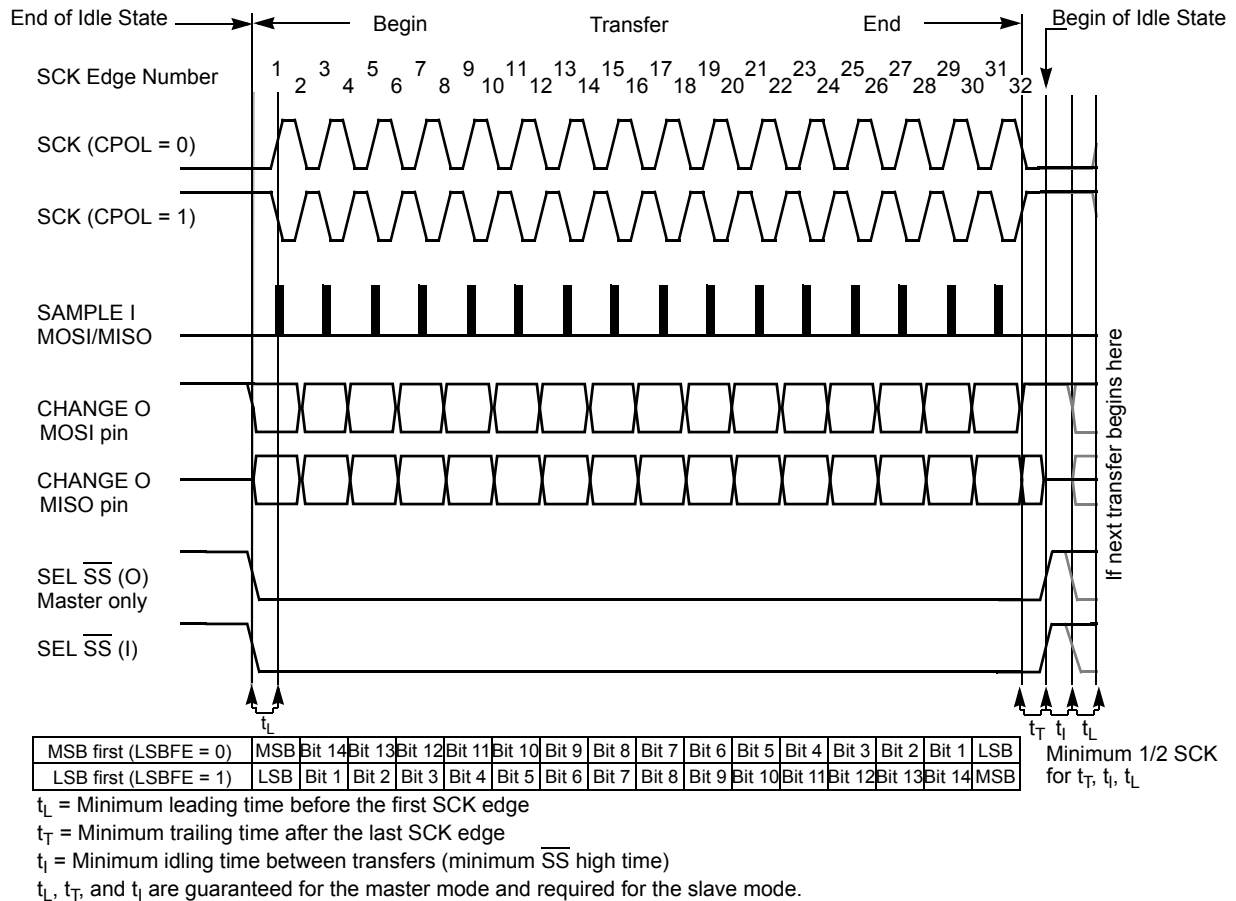 End of Idle State
Begin
Transfer
End
Begin of Idle State
SCK Edge Number
1 3 5 7 9 11 13 15 17 19 21 23 25 27 29 31
2 4 6 8 10 12 14 16 18 20 22 24 26 28 30 32
SCK (CPOL = 0)
SCK (CPOL = 1)
SAMPLE I
MOSI/MISO
CHANGE O
MOSI pin
CHANGE O
MISO pin
SEL S̅S̅ (O)
Master only
SEL S̅S̅ (I)
If next transfer begins here
tL
tT tI tL
MSB first (LSBFE = 0) MSB Bit 14 Bit 13 Bit 12 Bit 11 Bit 10 Bit 9 Bit 8 Bit 7 Bit 6 Bit 5 Bit 4 Bit 3 Bit 2 Bit 1 LSB
LSB first (LSBFE = 1) LSB Bit 1 Bit 2 Bit 3 Bit 4 Bit 5 Bit 6 Bit 7 Bit 8 Bit 9 Bit 10 Bit 11 Bit 12 Bit 13 Bit 14 MSB
Minimum 1/2 SCK
for tT, tI, tL
tL = Minimum leading time before the first SCK edge
tT = Minimum trailing time after the last SCK edge
tI = Minimum idling time between transfers (minimum S̅S̅ high time)
tL, tT, and tI are guaranteed for the master mode and required for the slave mode.